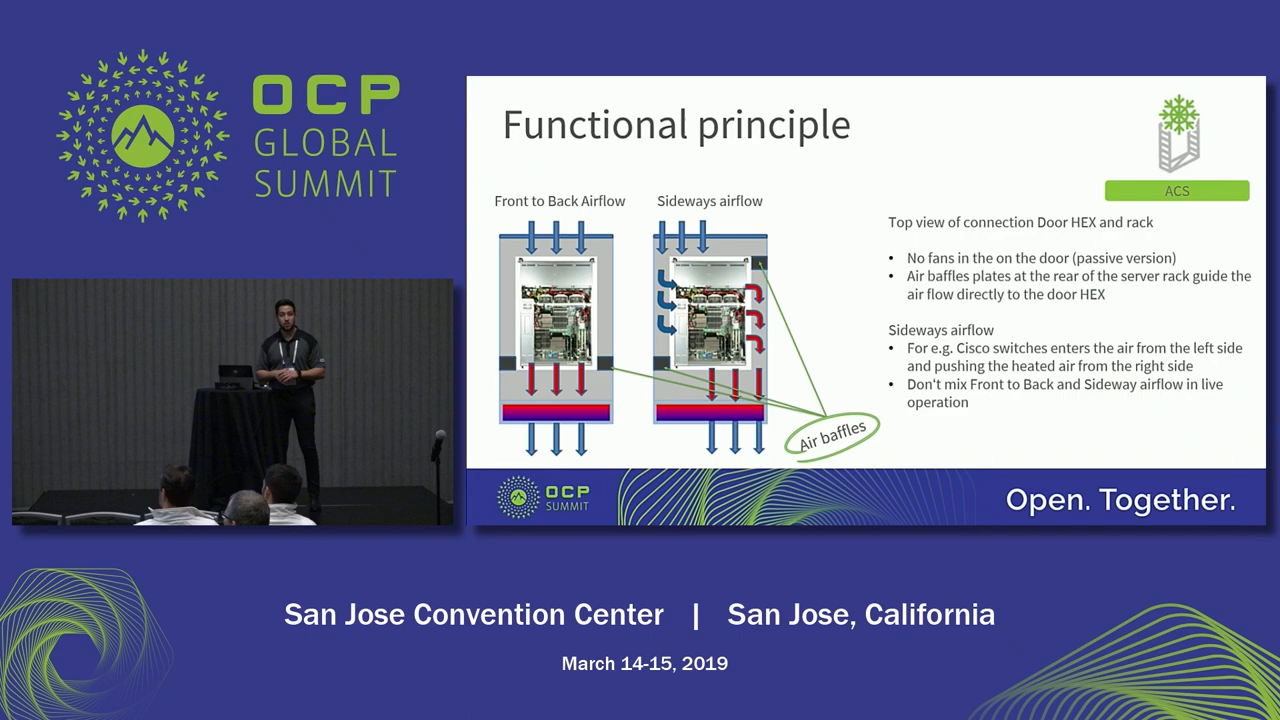 OCP
GLOBAL
SUMMIT
Functional principle
ACS
Front to Back Airflow
Sideways airflow
Air baffles
Top view of connection Door HEX and rack
• No fans in the on the door (passive version)
• Air baffles plates at the rear of the server rack guide the
air flow directly to the door HEX
Sideways airflow
• For e.g. Cisco switches enters the air from the left side
and pushing the heated air from the right side
• Don't mix Front to Back and Sideway airflow in live
operation
OCP
SUMMIT
Open. Together.
San Jose Convention Center | San Jose, California
March 14-15, 2019